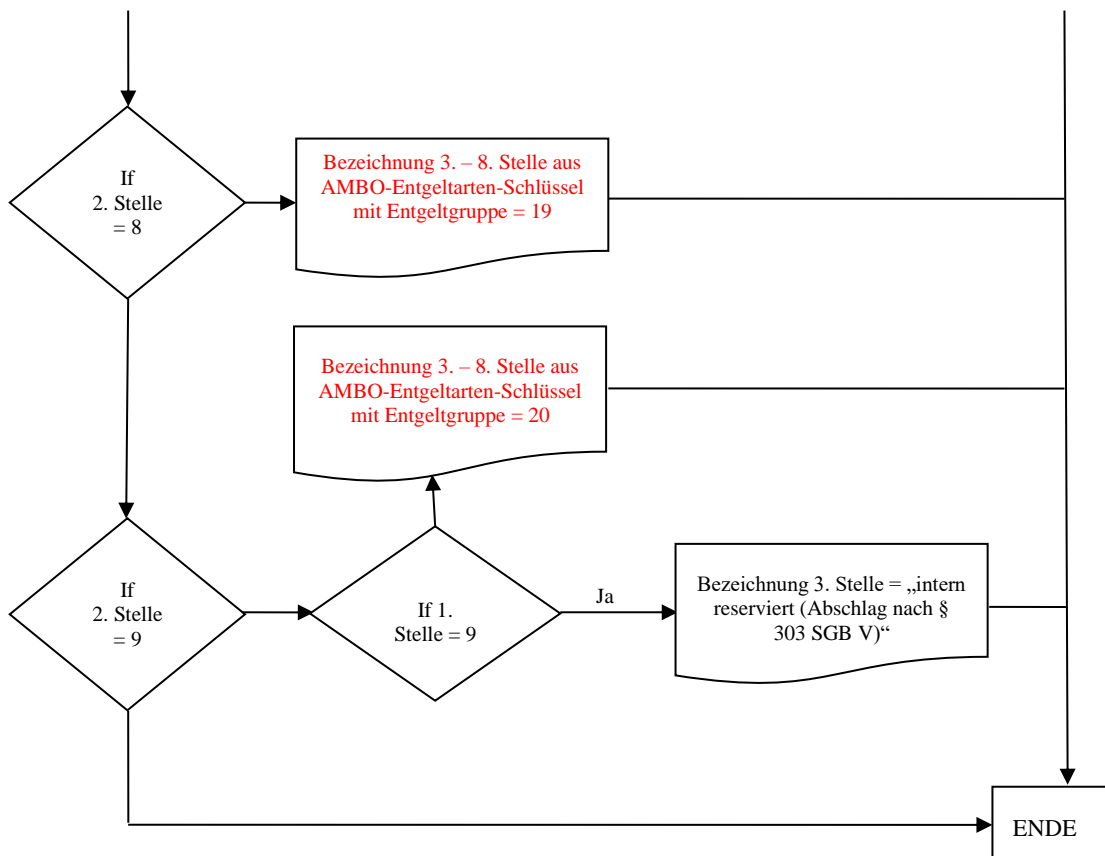 If
2. Stelle
= 8
Bezeichnung 3. – 8. Stelle aus
AMBO-Entgeltarten-Schlüssel
mit Entgeltgruppe = 19
Bezeichnung 3. – 8. Stelle aus
AMBO-Entgeltarten-Schlüssel
mit Entgeltgruppe = 20
If
2. Stelle
= 9
If 1.
Stelle = 9
Ja
Bezeichnung 3. Stelle = „intern
reserviert (Abschlag nach §
303 SGB V)“
ENDE